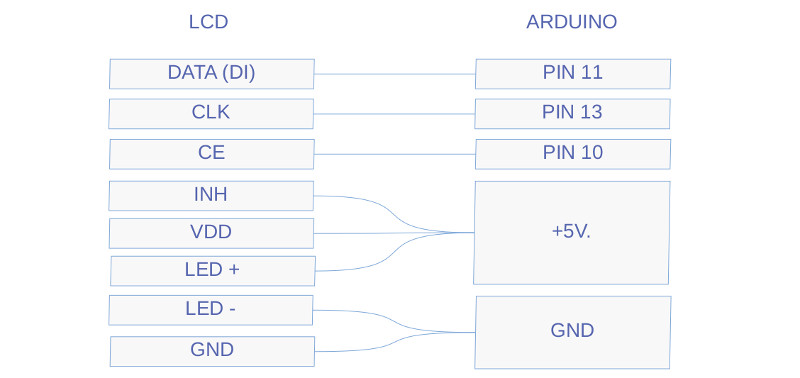 LCD ARDUINO
DATA (DI) PIN 11
CLK PIN 13
CE PIN 10
INH
VDD +5V.
LED +
LED -
GND GND